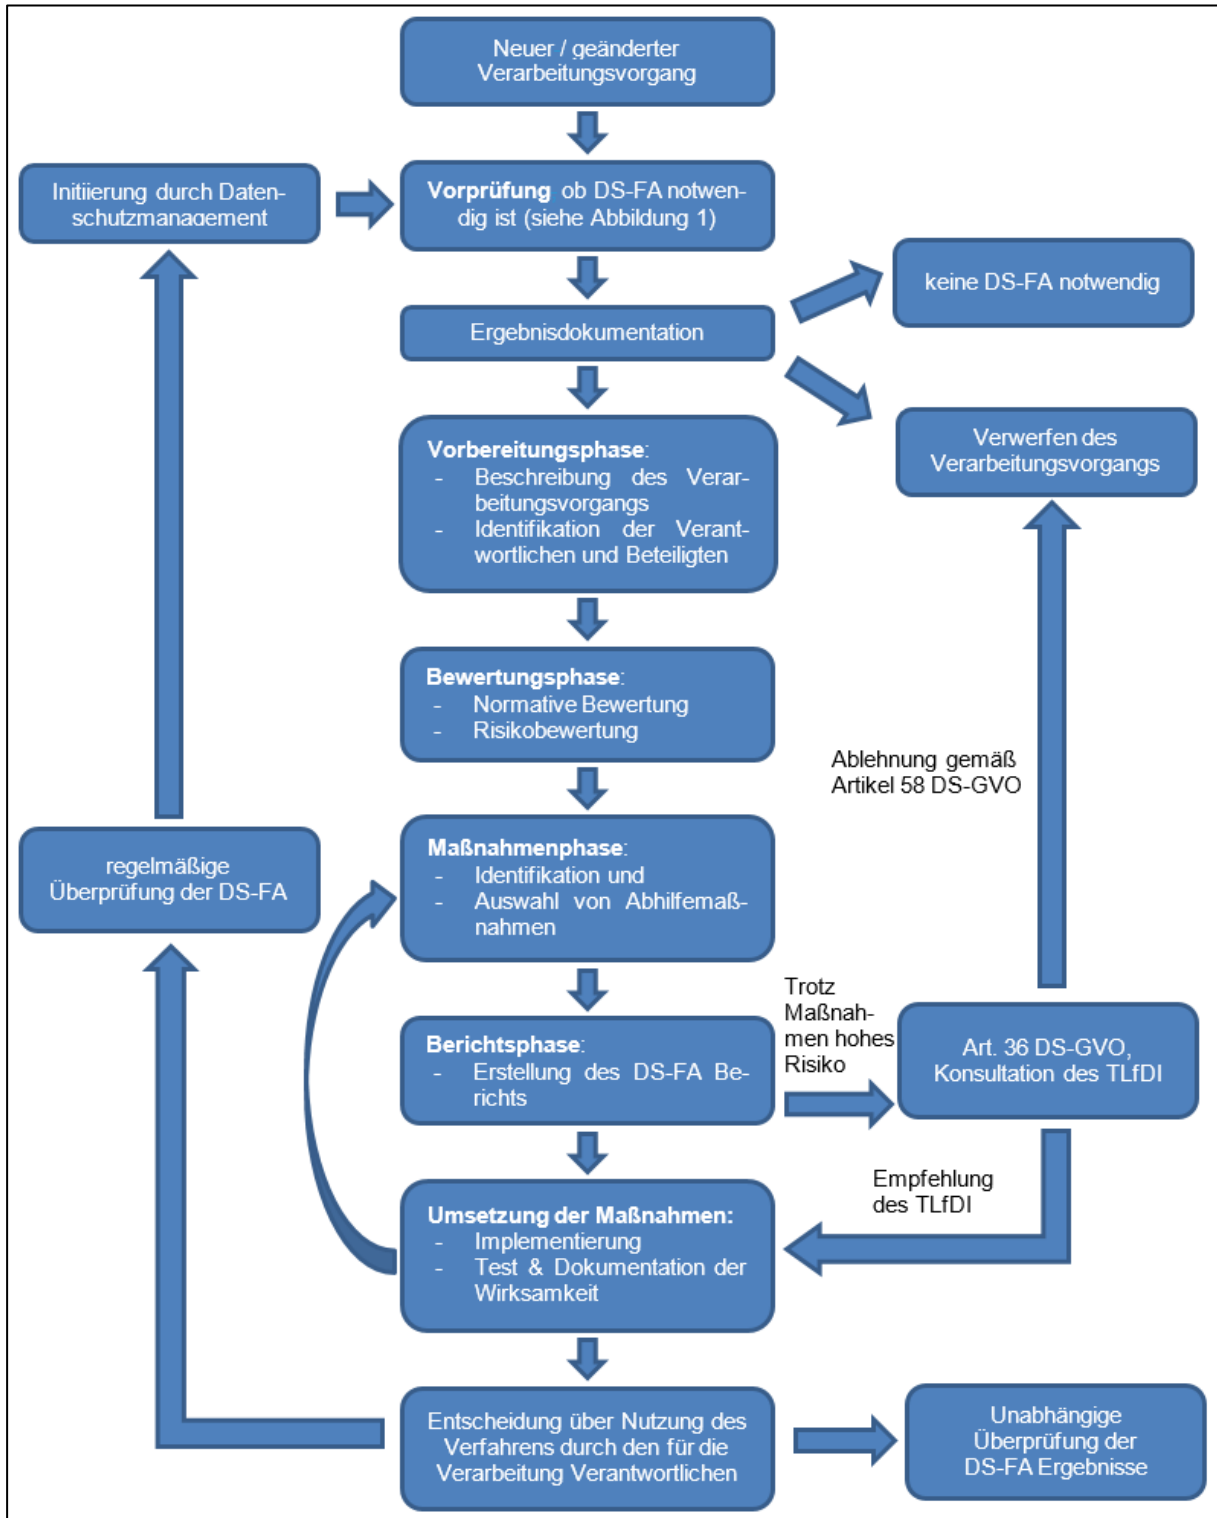 Neuer / geänderter
Verarbeitungsvorgang
Initiierung durch Daten-
schutzmanagement
Vorprüfung ob DS-FA notwen-
dig ist (siehe Abbildung 1)
keine DS-FA notwendig
Ergebnisdokumentation
Verwerfen des
Verarbeitungsvorgangs
Vorbereitungsphase:
- Beschreibung des Verar-
beitungsvorgangs
- Identifikation der Verant-
wortlichen und Beteiligten
Bewertungsphase:
- Normative Bewertung
- Risikobewertung
Ablehnung gemäß
Artikel 58 DS-GVO
regelmäßige
Überprüfung der DS-FA
Maßnahmenphase:
- Identifikation und
- Auswahl von Abhilfemaß-
nahmen
Trotz
Maßnah-
men hohes
Risiko
Berichtsphase:
- Erstellung des DS-FA Be-
richts
Art. 36 DS-GVO,
Konsultation des TLfDI
Empfehlung
des TLfDI
Umsetzung der Maßnahmen:
- Implementierung
- Test & Dokumentation der
Wirksamkeit
Entscheidung über Nutzung des
Verfahrens durch den für die
Verarbeitung Verantwortlichen
Unabhängige
Überprüfung der
DS-FA Ergebnisse